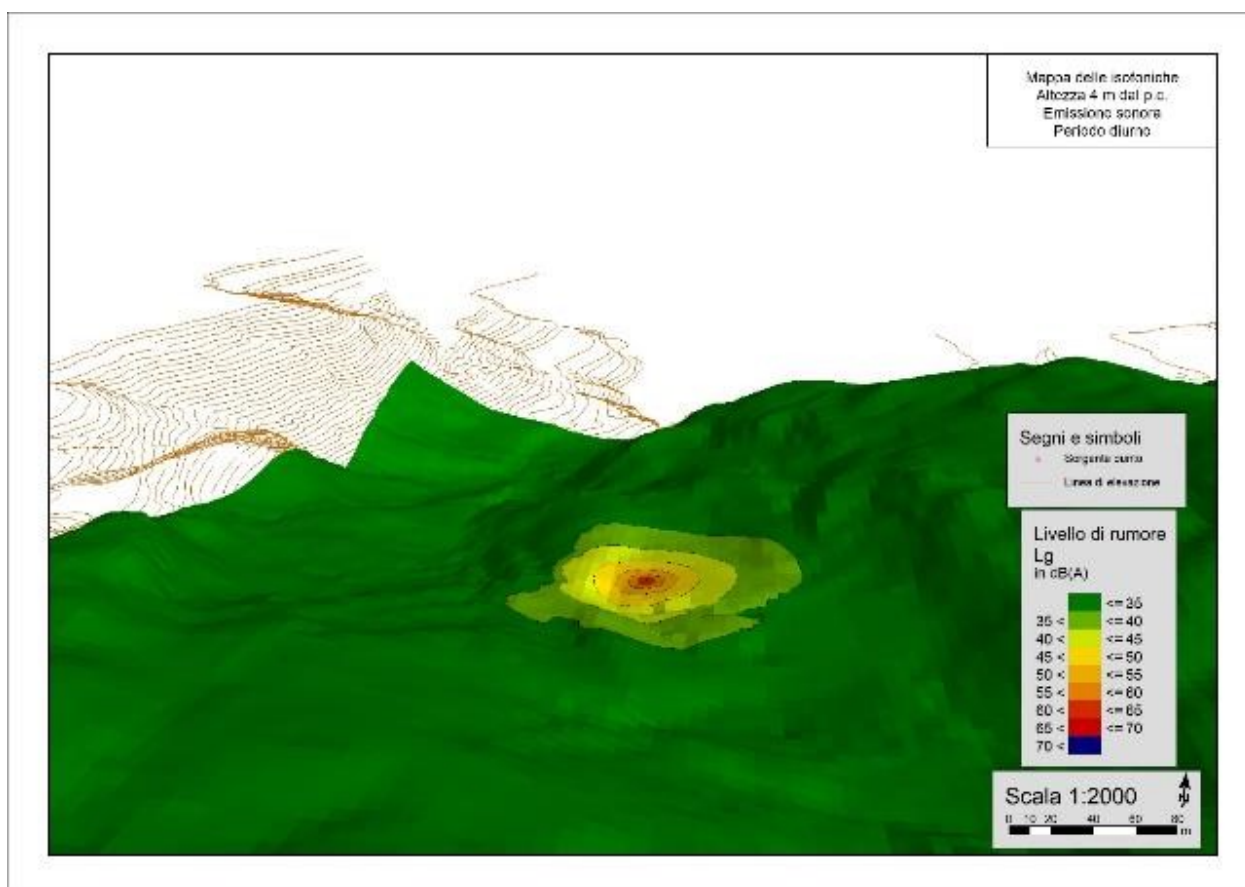 Mappa delle isofoniche
Altezza 4 m dal p.c.
Emissione sonora
Periodo diurno
Segni e simboli
Sorgente punto
Linea di elevazione
Livello di rumore
Lg
in dB(A)
<= 35
35 < <= 40
40 < <= 45
45 < <= 50
50 < <= 55
55 < <= 60
60 < <= 65
65 < <= 70
70 <
Scala 1:2000
0 10 20 40 60 80
m